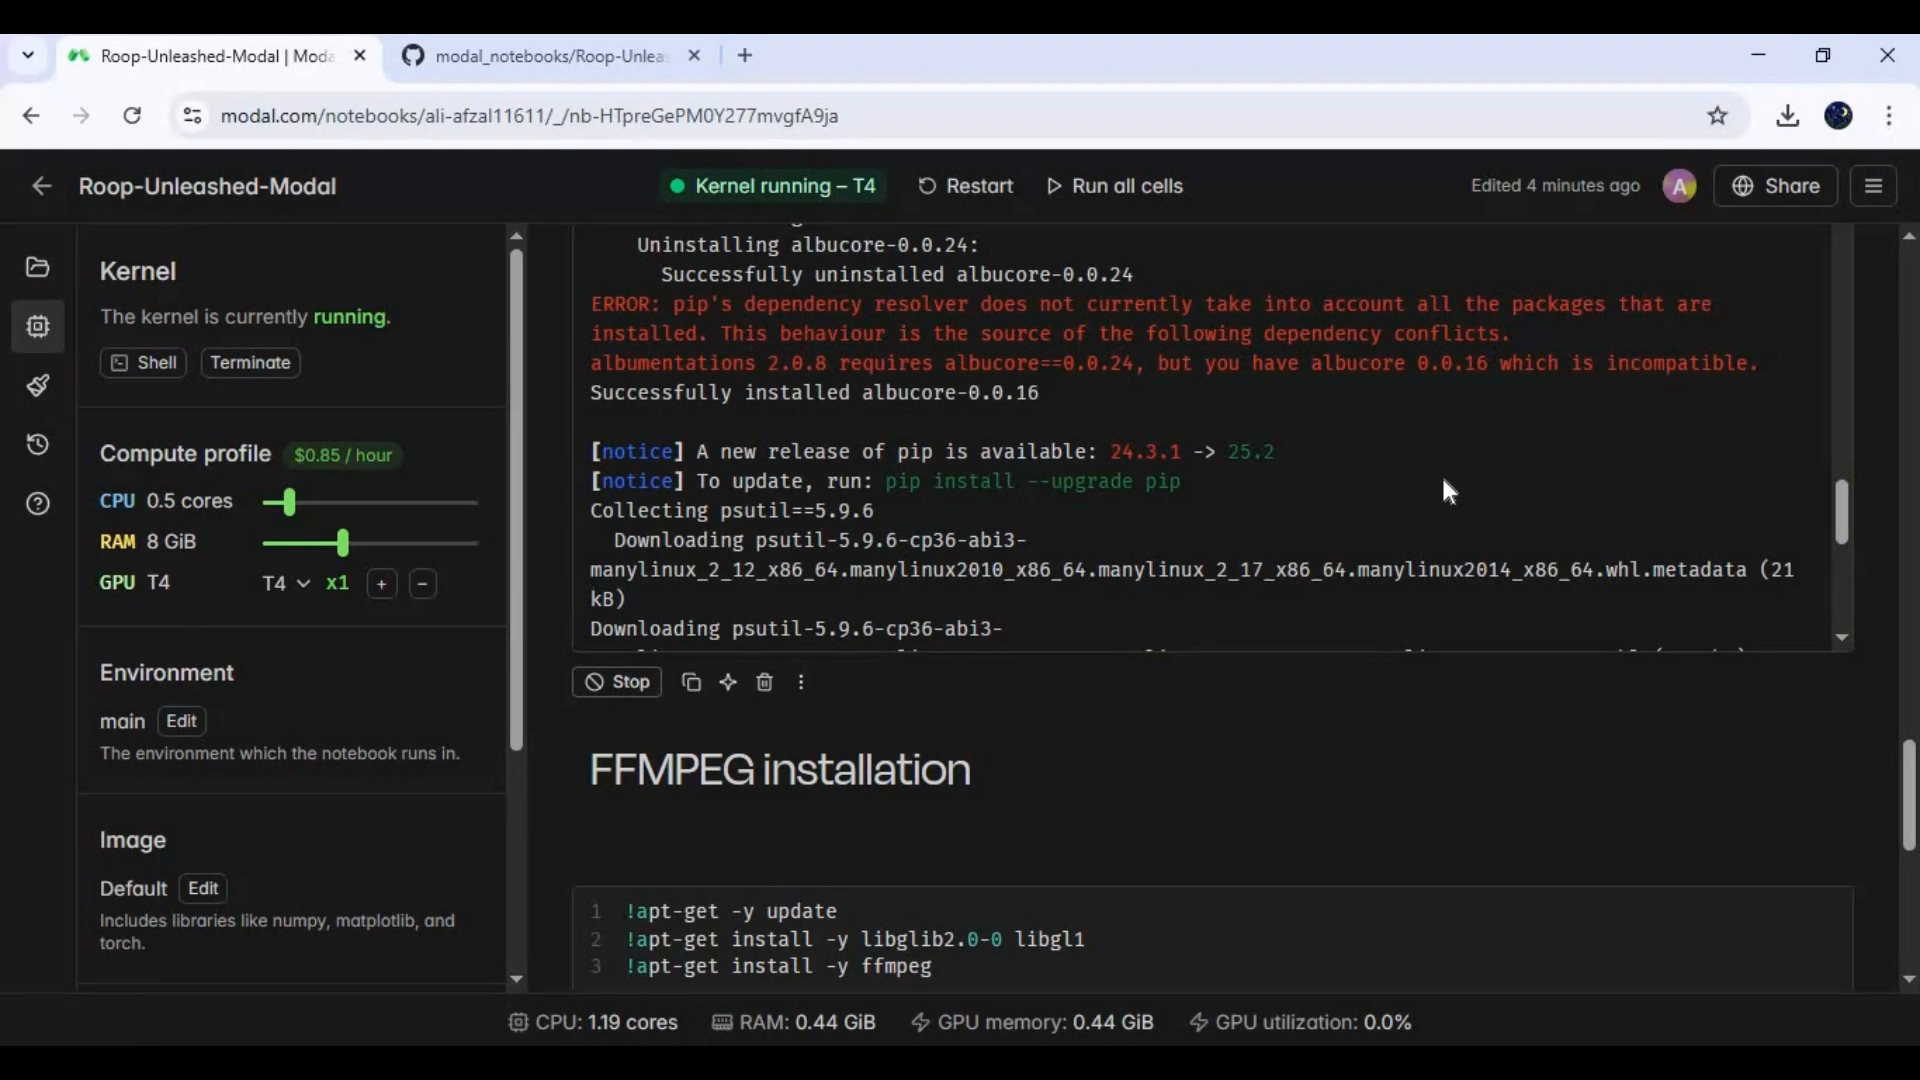 Roop-Unleashed-Modal | Moda
modal_notebooks/Roop-Unlea
modal.com/notebooks/ali-afzal11611/_/nb-HTpreGePM0Y277mvgfA9ja
Roop-Unleashed-Modal
Kernel running – T4
Restart
Run all cells
Edited 4 minutes ago
A
Share
Kernel
The kernel is currently running.
Shell
Terminate
Compute profile $0.85 / hour
CPU 0.5 cores
RAM 8 GiB
GPU T4 T4 x1 + -
Environment
main Edit
The environment which the notebook runs in.
Image
Default Edit
Includes libraries like numpy, matplotlib, and
torch.
Uninstalling albucore-0.0.24:
Successfully uninstalled albucore-0.0.24
ERROR: pip's dependency resolver does not currently take into account all the packages that are
installed. This behaviour is the source of the following dependency conflicts.
albumentations 2.0.8 requires albucore==0.0.24, but you have albucore 0.0.16 which is incompatible.
Successfully installed albucore-0.0.16
[notice] A new release of pip is available: 24.3.1 -> 25.2
[notice] To update, run: pip install --upgrade pip
Collecting psutil==5.9.6
Downloading psutil-5.9.6-cp36-abi3-
manylinux_2_12_x86_64.manylinux2010_x86_64.manylinux_2_17_x86_64.manylinux2014_x86_64.whl.metadata (21
kB)
Downloading psutil-5.9.6-cp36-abi3-
Stop
FFMPEG installation
1 !apt-get -y update
2 !apt-get install -y libglib2.0-0 libgl1
3 !apt-get install -y ffmpeg
CPU: 1.19 cores
RAM: 0.44 GiB
GPU memory: 0.44 GiB
GPU utilization: 0.0%